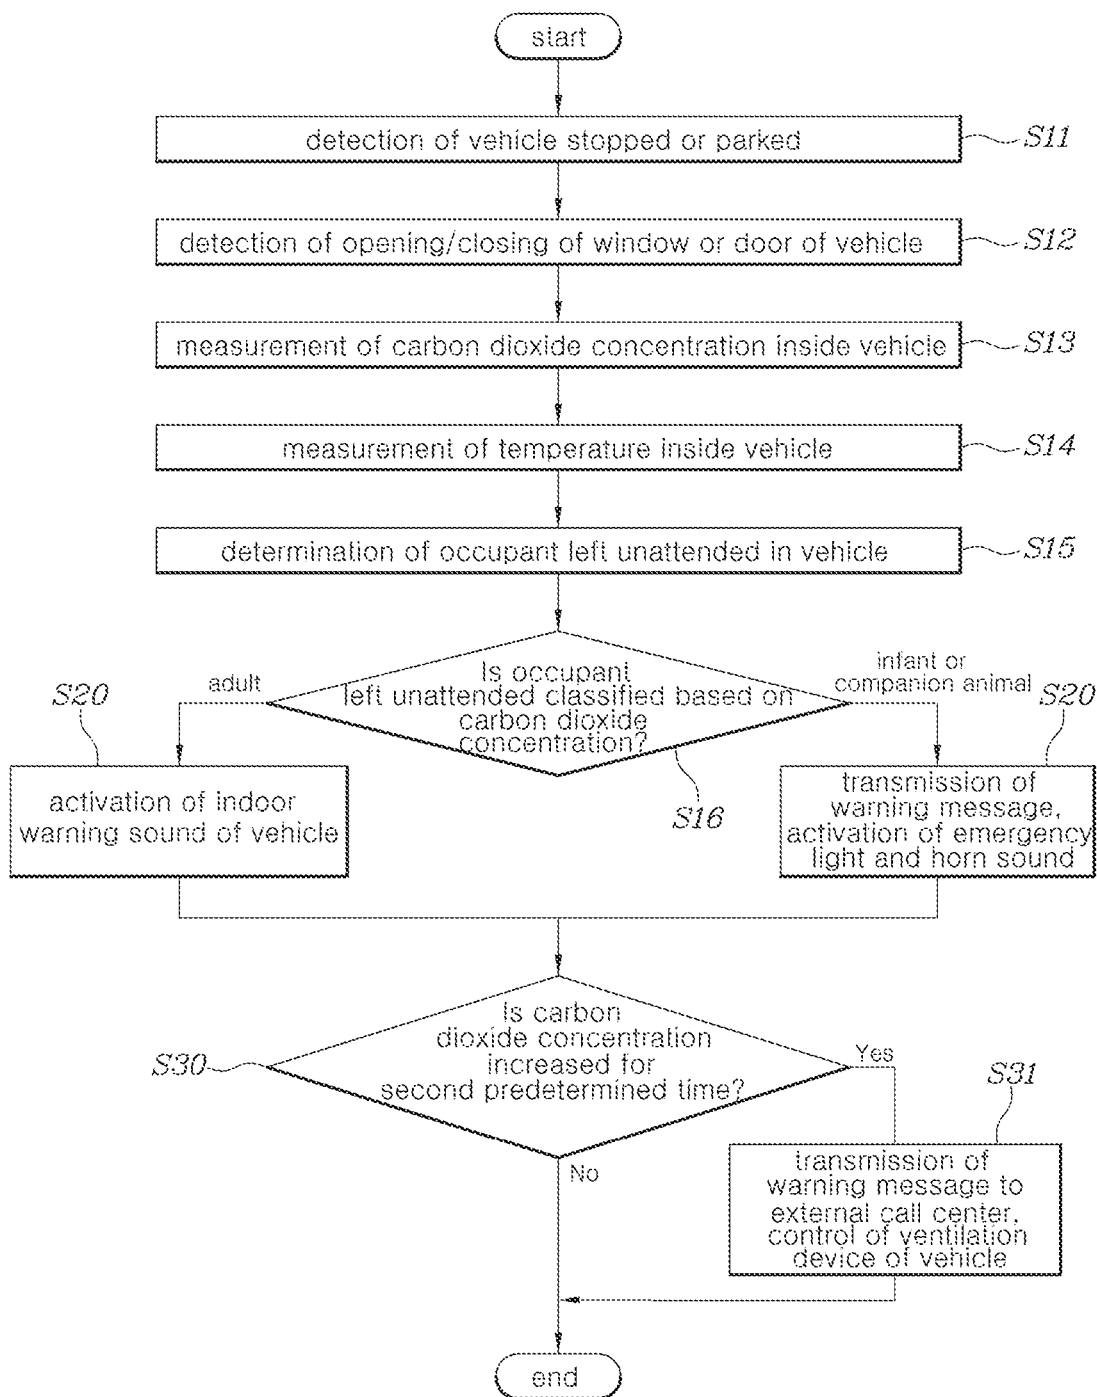 start
detection of vehicle stopped or parked
S11
detection of opening/closing of window or door of vehicle
S12
measurement of carbon dioxide concentration inside vehicle
S13
measurement of temperature inside vehicle
S14
determination of occupant left unattended in vehicle
S15
Is occupant
left unattended classified based on
carbon dioxide
concentration?
S16
adult
infant or
companion animal
S20
activation of indoor
warning sound of vehicle
S20
transmission of
warning message,
activation of emergency
light and horn sound
Is carbon
dioxide concentration
increased for
second predetermined time?
S30
Yes
No
S31
transmission of
warning message to
external call center,
control of ventilation
device of vehicle
end